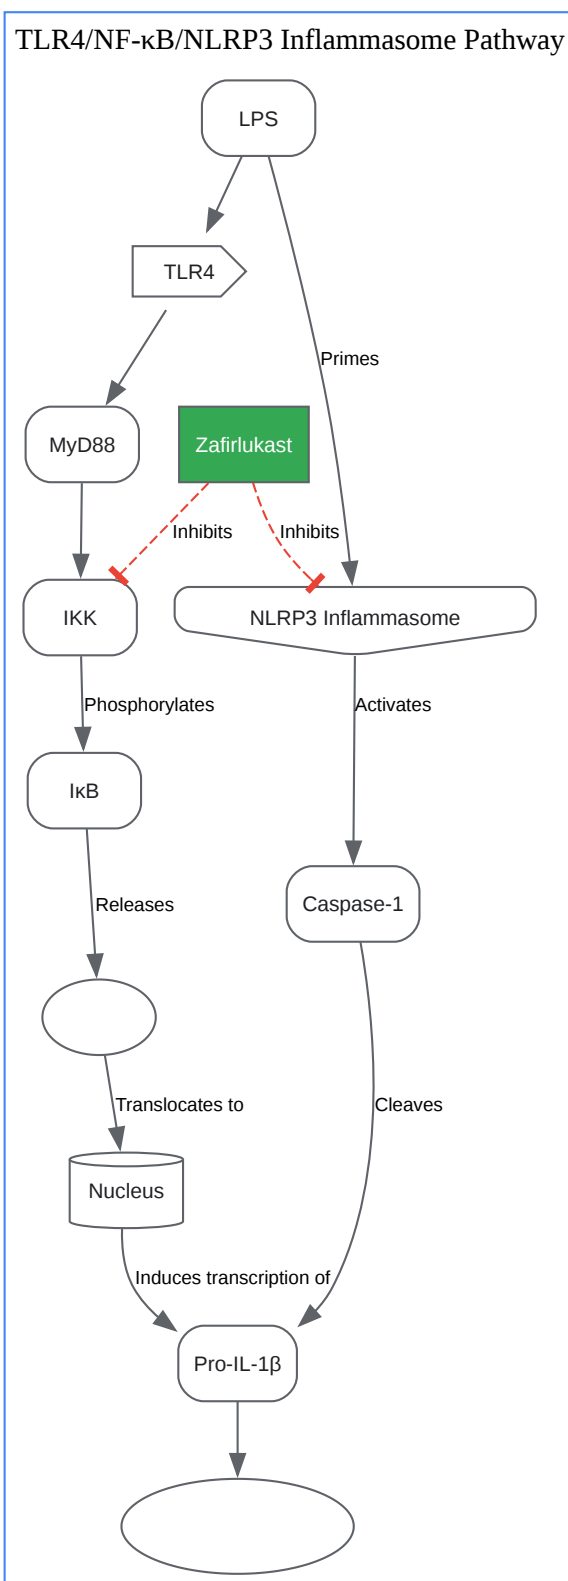 TLR4/NF-κB/NLRP3 Inflammasome Pathway
LPS
TLR4
Primes
MyD88
Zafirlukast
Inhibits
Inhibits
IKK
NLRP3 Inflammasome
Phosphorylates
Activates
IκB
Caspase-1
Releases
Translocates to
Cleaves
Nucleus
Induces transcription of
Pro-IL-1β